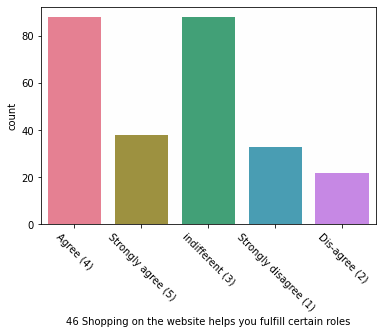 80
60
40
20
0
count
Agree (4)
Strongly agree (5)
indifferent (3)
Strongly disagree (1)
Dis-agree (2)
46 Shopping on the website helps you fulfill certain roles